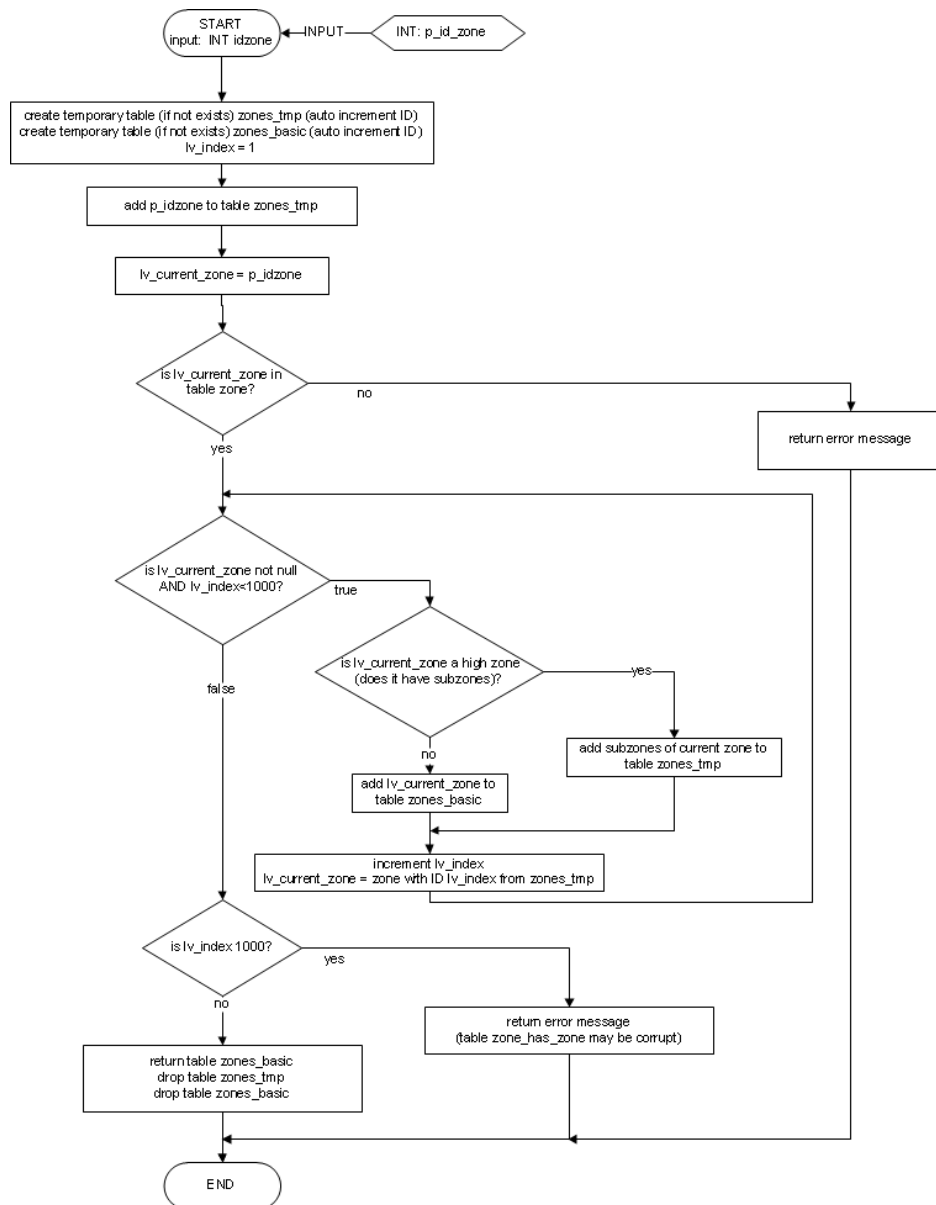 START
input: INT idzone
INPUT
INT: p_id_zone
create temporary table (if not exists) zones_tmp (auto increment ID)
create temporary table (if not exists) zones_basic (auto increment ID)
lv_index = 1
add p_idzone to table zones_tmp
lv_current_zone = p_idzone
is lv_current_zone in
table zone?
no
return error message
yes
is lv_current_zone not null
AND lv_index<1000?
true
is lv_current_zone a high zone
(does it have subzones)?
yes
false
add subzones of current zone to
table zones_tmp
no
add lv_current_zone to
table zones_basic
increment lv_index
lv_current_zone = zone with ID lv_index from zones_tmp
is lv_index 1000?
yes
no
return error message
(table zone_has_zone may be corrupt)
return table zones_basic
drop table zones_tmp
drop table zones_basic
END